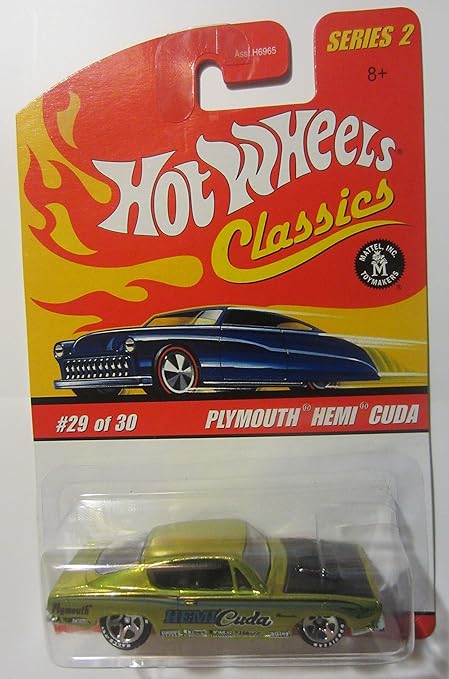 Asst.H6965
SERIES 2
8+
Hot Wheels®
Classics
MATTEL, INC.
M
TOYMAKERS
®
#29 of 30
PLYMOUTH® HEMI® CUDA
Plymouth
HEMI Cuda